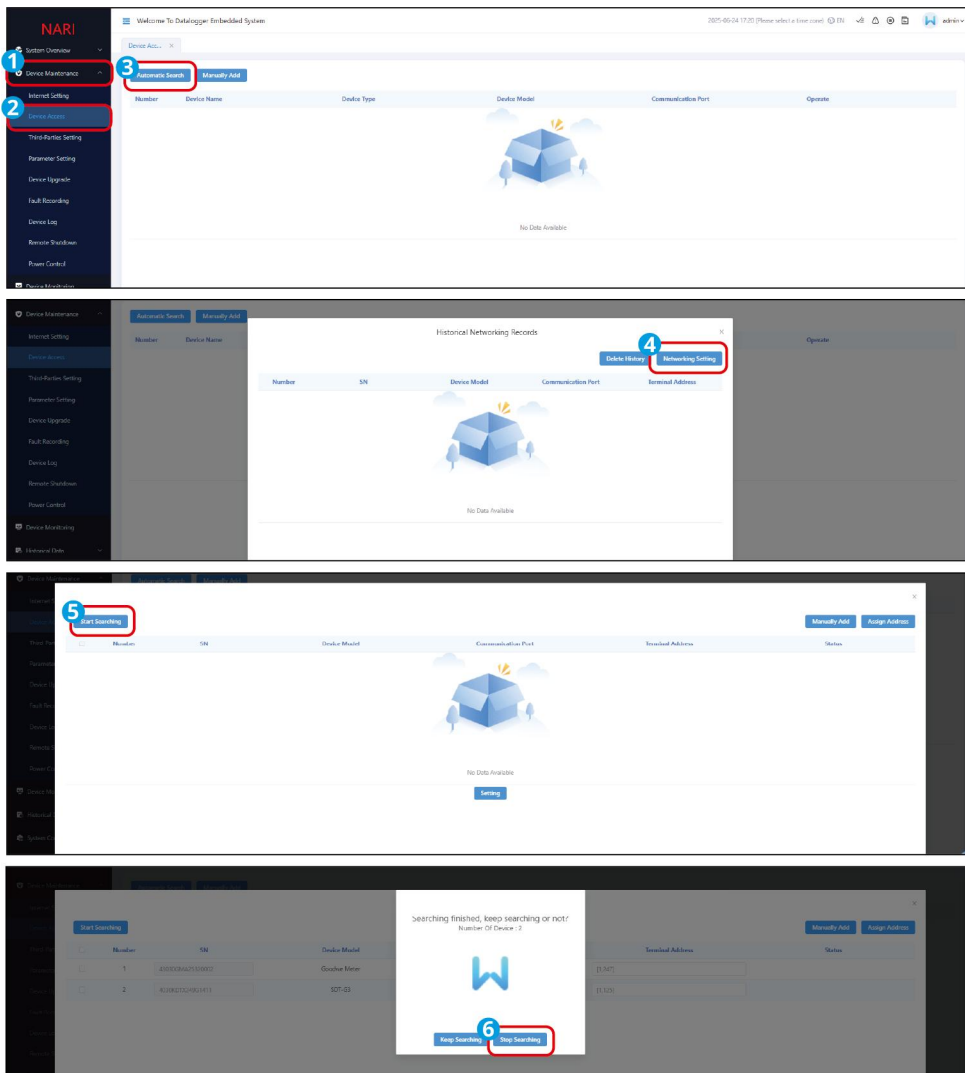 NARI
Welcome To Datalogger Embedded System
2025-06-24 17:20 (Please select a time zone) EN
admin
System Overview
Device Acc... ×
1
Device Maintenance
3
Automatic Search
Manually Add
Internet Setting
Number Device Name Device Type Device Model Communication Port Operate
2
Device Access
Third-Parties Setting
Parameter Setting
Device Upgrade
Fault Recording
Device Log
No Data Available
Remote Shutdown
Power Control
Device Monitoring
Device Maintenance
Automatic Search
Manually Add
Historical Networking Records ×
Internet Setting
Number Device Name
Operate
4
Delete History
Networking Setting
Device Access
Number SN Device Model Communication Port Terminal Address
Third-Parties Setting
Parameter Setting
Device Upgrade
Fault Recording
Device Log
Remote Shutdown
Power Control
No Data Available
Device Monitoring
Historical Data
5
Start Searching
Manually Add
Assign Address
Number SN Device Model Communication Port Terminal Address Status
No Data Available
Setting
Searching finished, keep searching or not?
Number Of Device : 2
Start Searching
Manually Add
Assign Address
Number SN Device Model
Terminal Address Status
1
Goodwe Meter
2
6
Keep Searching
Stop Searching